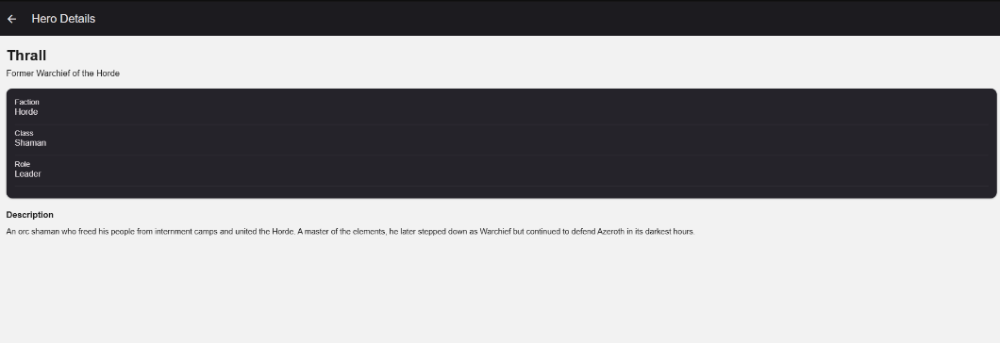 Hero Details
Thrall
Former Warchief of the Horde
Faction
Horde
Class
Shaman
Role
Leader
Description
An orc shaman who freed his people from internment camps and united the Horde. A master of the elements, he later stepped down as Warchief but continued to defend Azeroth in its darkest hours.